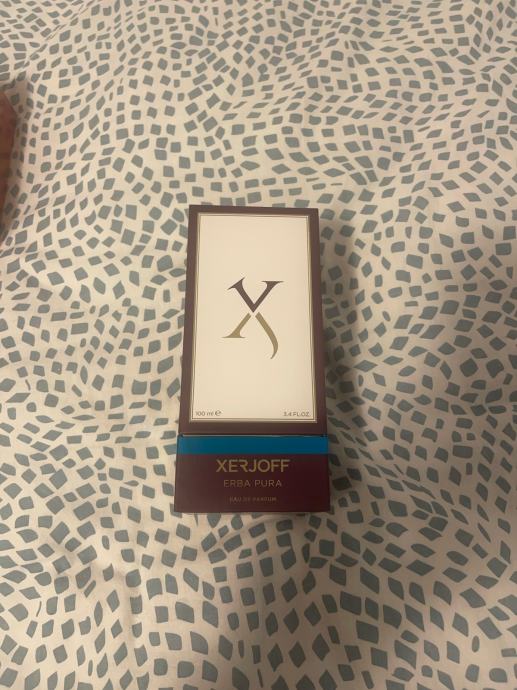 X
100 ml ℮ 3.4 FL.OZ.
XERJOFF
ERBA PURA
EAU DE PARFUM